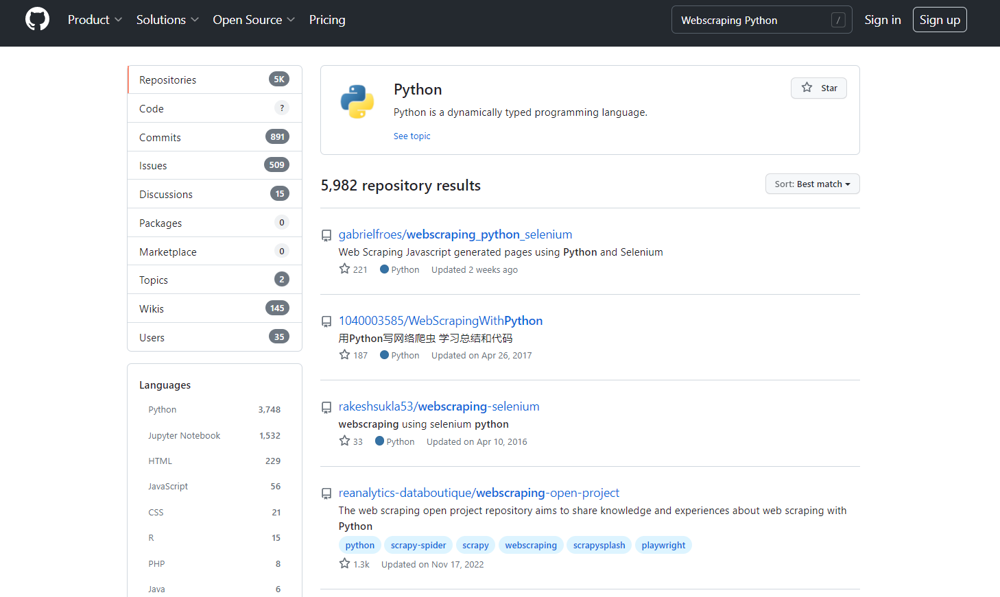 Product Solutions Open Source Pricing Webscraping Python / Sign in Sign up
Repositories 5K
Code ?
Commits 891
Issues 509
Discussions 15
Packages 0
Marketplace 0
Topics 2
Wikis 145
Users 35
Languages
Python 3,748
Jupyter Notebook 1,532
HTML 229
JavaScript 56
CSS 21
R 15
PHP 8
Java 6
Python
Star
Python is a dynamically typed programming language.
See topic
5,982 repository results
Sort: Best match
gabrielfroes/webscraping_python_selenium
Web Scraping Javascript generated pages using Python and Selenium
221 Python Updated 2 weeks ago
1040003585/WebScrapingWithPython
用Python写网络爬虫 学习总结和代码
187 Python Updated on Apr 26, 2017
rakeshsukla53/webscraping-selenium
webscraping using selenium python
33 Python Updated on Apr 10, 2016
reanalytics-databoutique/webscraping-open-project
The web scraping open project repository aims to share knowledge and experiences about web scraping with
Python
python scrapy-spider scrapy webscraping scrapysplash playwright
1.3k Updated on Nov 17, 2022